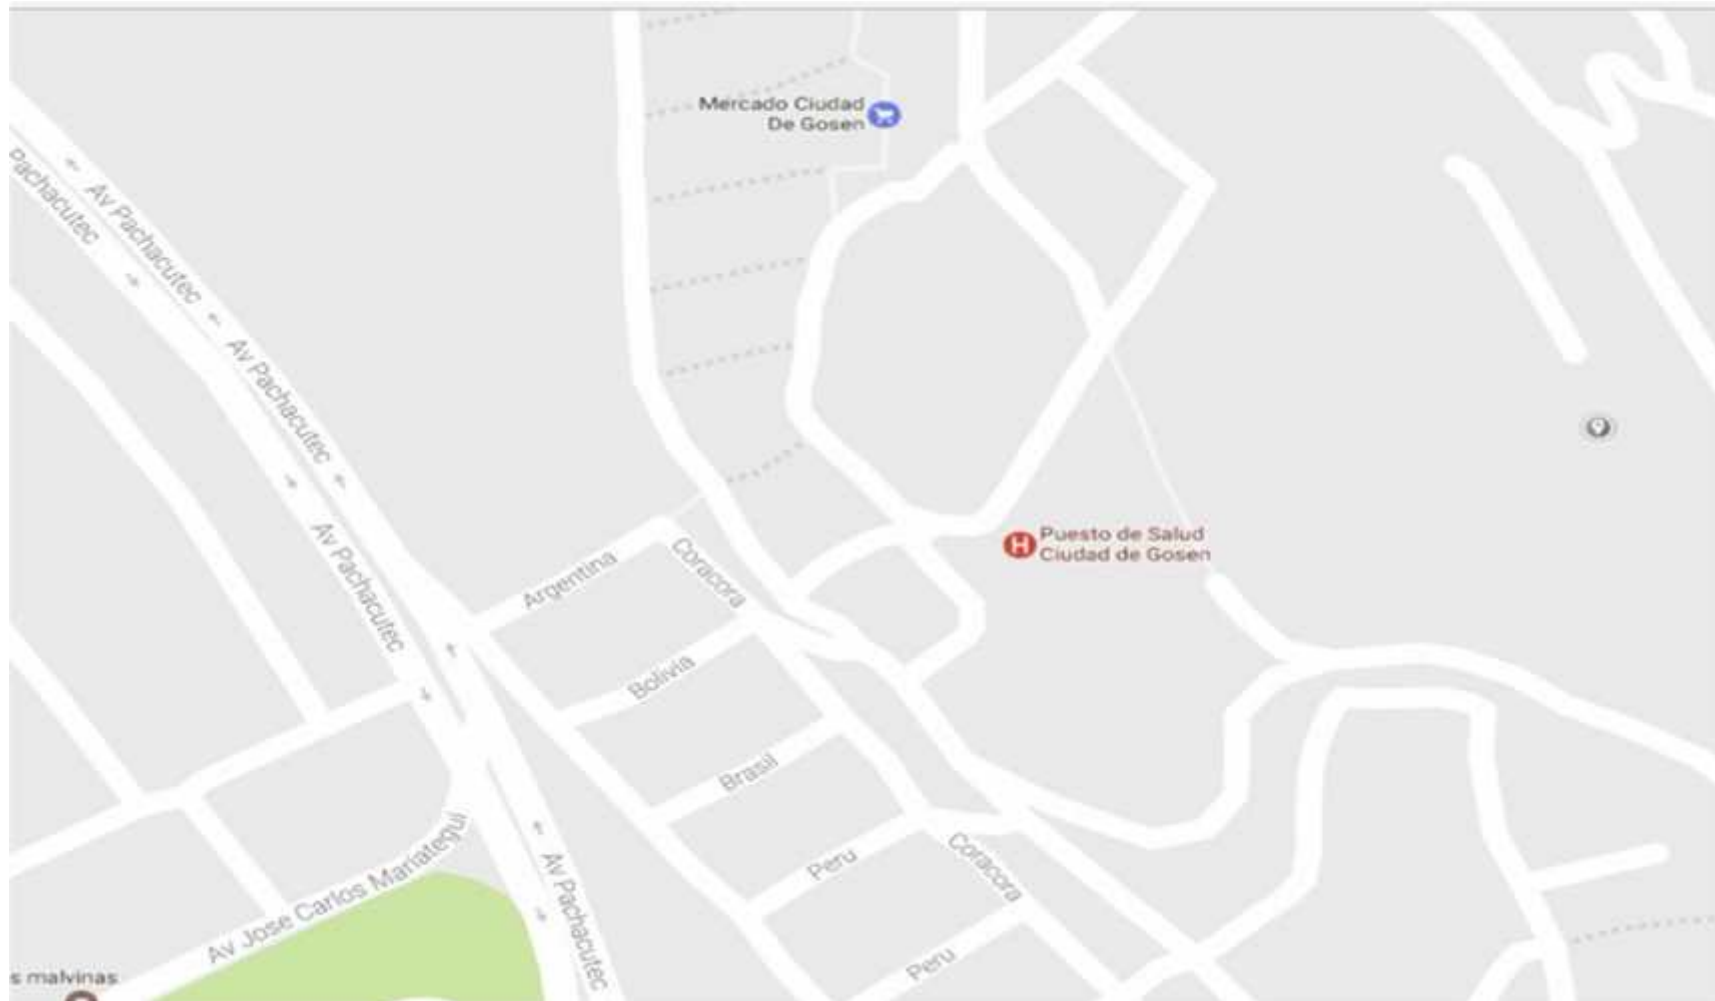 Mercado Ciudad
De Gosen
Pachacutec
Av Pachacutec
Av Pachacutec
Av Pachacutec
Puesto de Salud
Ciudad de Gosen
Argentina
Coracora
Bolivia
Brasil
Peru
Coracora
Av Jose Carlos Mariategui
Av Pachacutec
Peru
s malvinas